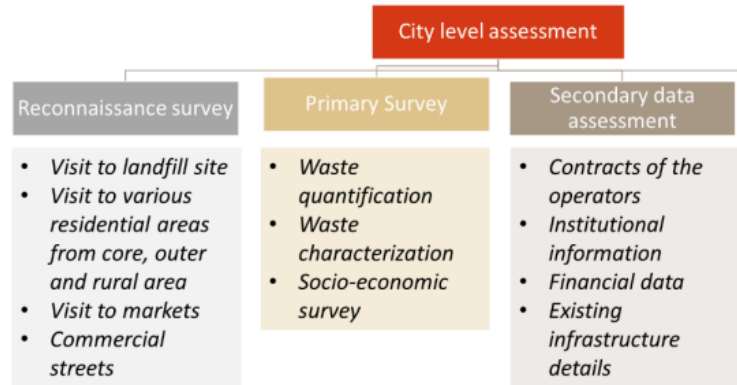 City level assessment
Reconnaissance survey
• Visit to landfill site
• Visit to various
residential areas
from core, outer
and rural area
• Visit to markets
• Commercial
streets
Primary Survey
• Waste
quantification
• Waste
characterization
• Socio-economic
survey
Secondary data
assessment
• Contracts of the
operators
• Institutional
information
• Financial data
• Existing
infrastructure
details